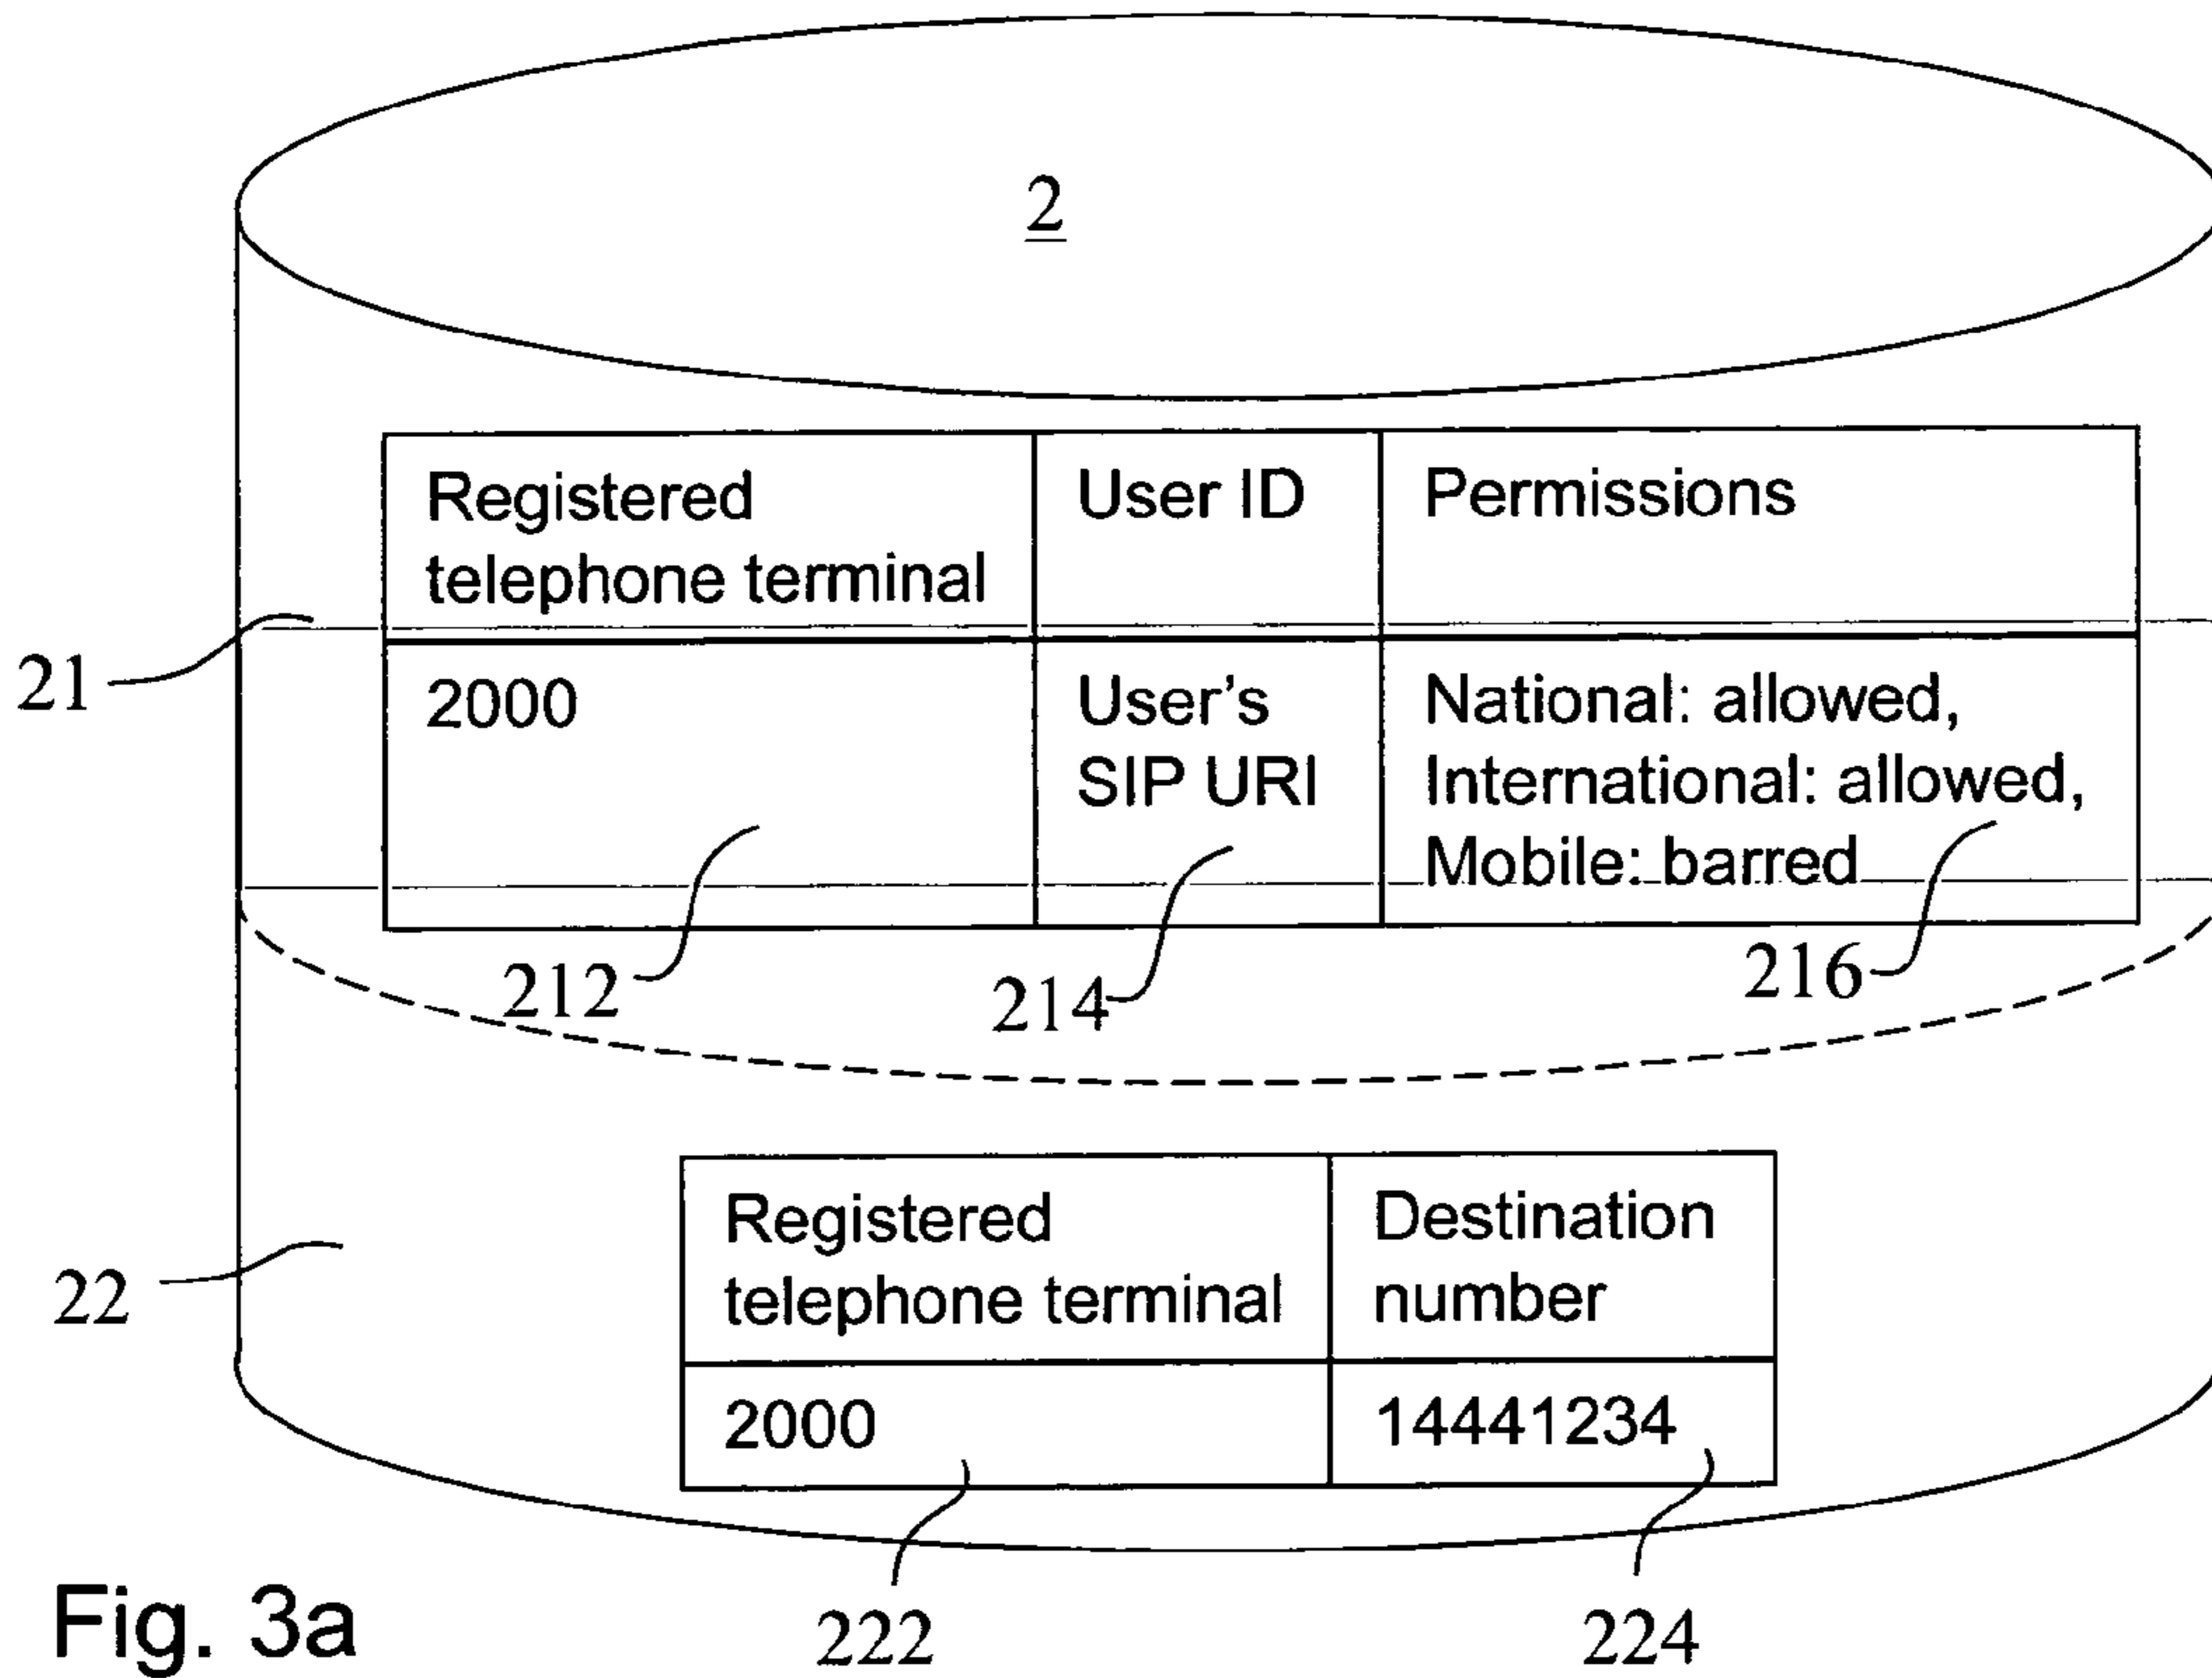 2
Registered
telephone terminal
User ID
Permissions
21
2000
User's
SIP URI
National: allowed,
International: allowed,
Mobile: barred
212
214
216
22
Registered
telephone terminal
Destination
number
2000
14441234
222
224
Fig. 3a